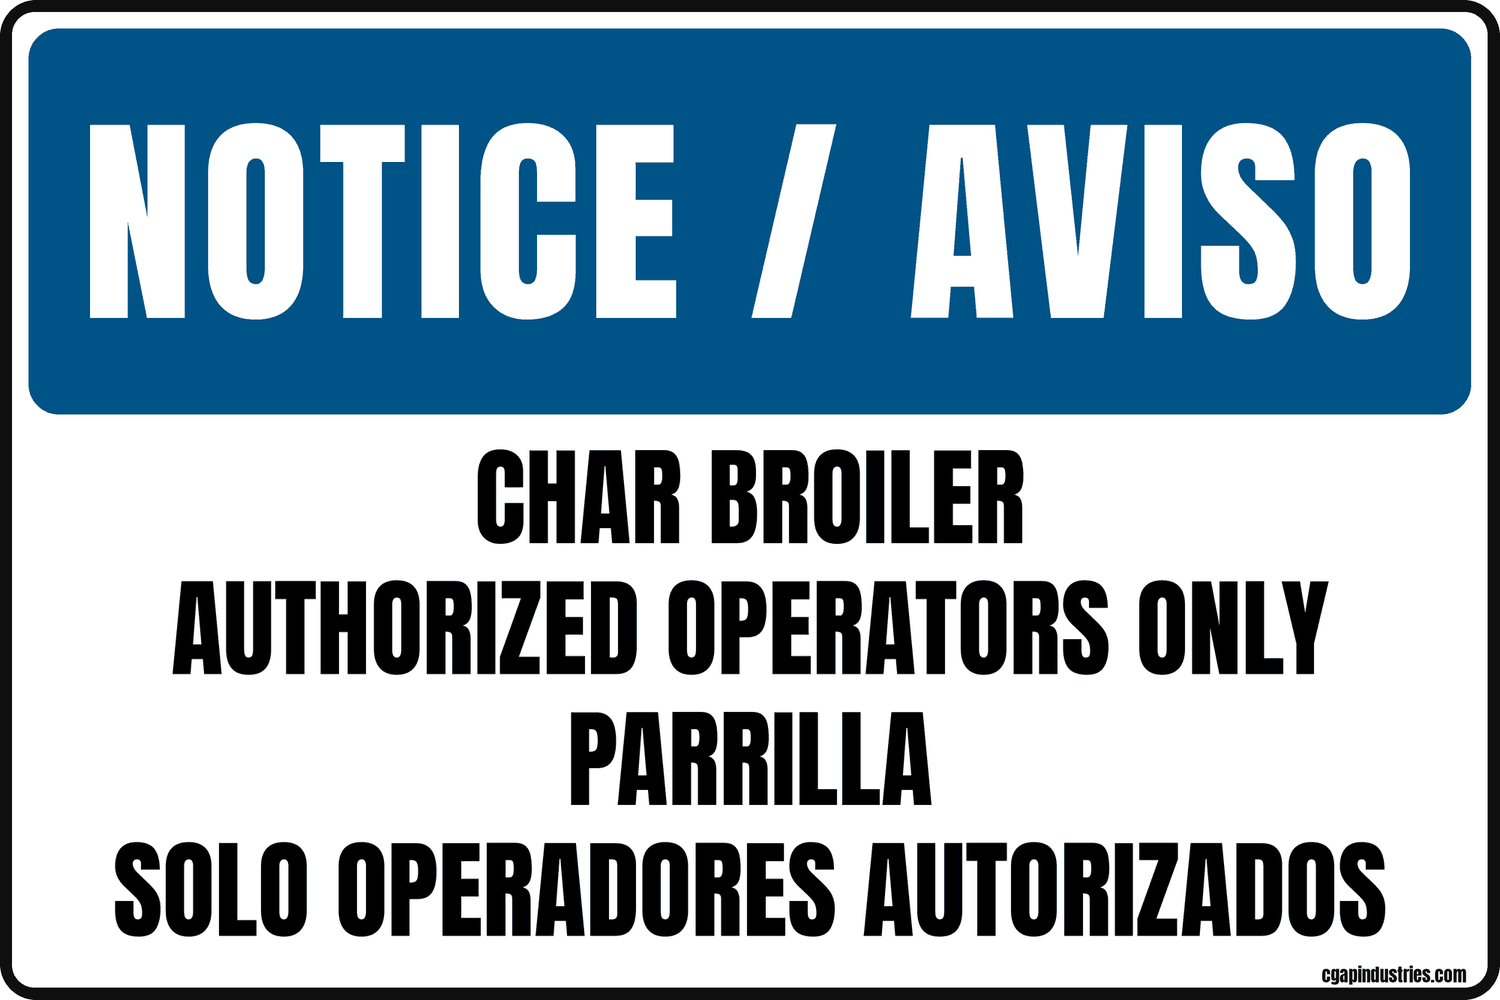 NOTICE / AVISO
CHAR BROILER
AUTHORIZED OPERATORS ONLY
PARRILLA
SOLO OPERADORES AUTORIZADOS
cgapindustries.com